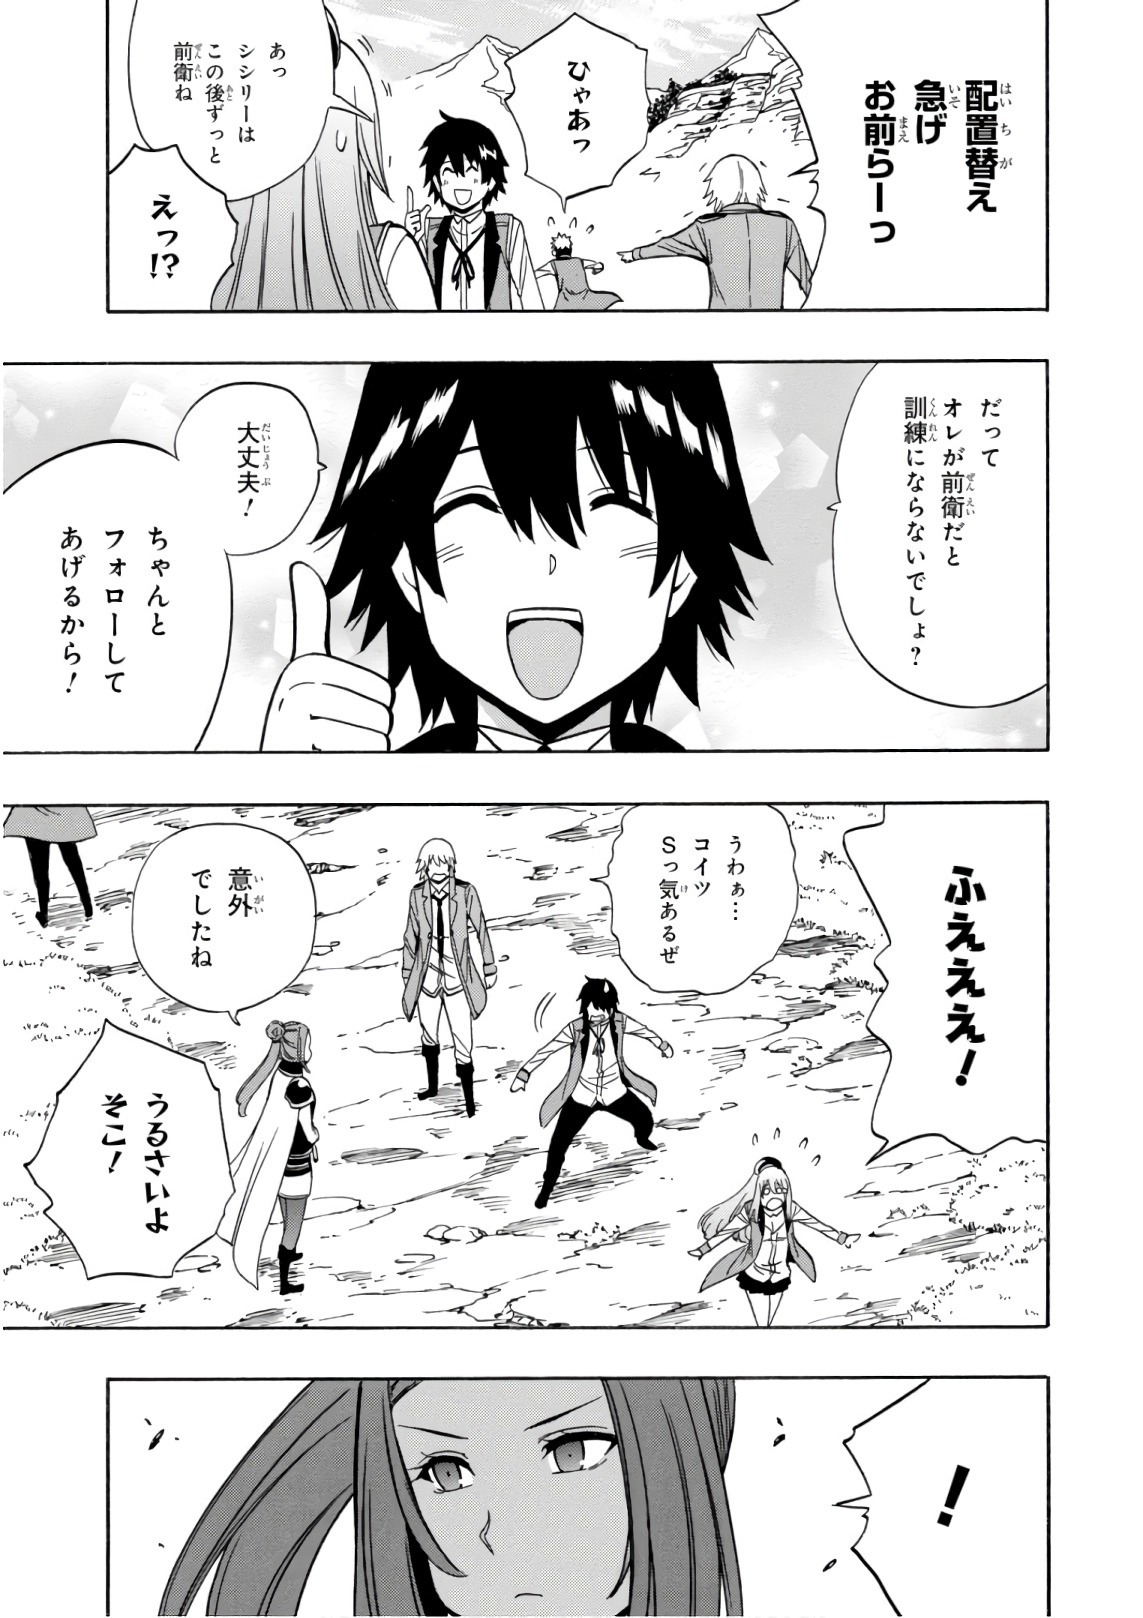 配置替え
急げ
お前らーっ
ひゃあっ
あっ
シシリーは
この後ずっと
前衛ね
えっ!?
だって
オレが前衛だと
訓練にならないでしょ?
大丈夫!
ちゃんと
フォローして
あげるから!
ふえええ!
うわぁ…
コイツ
Sっ気あるぜ
意外
でしたね
うるさいよ
そこ!
!